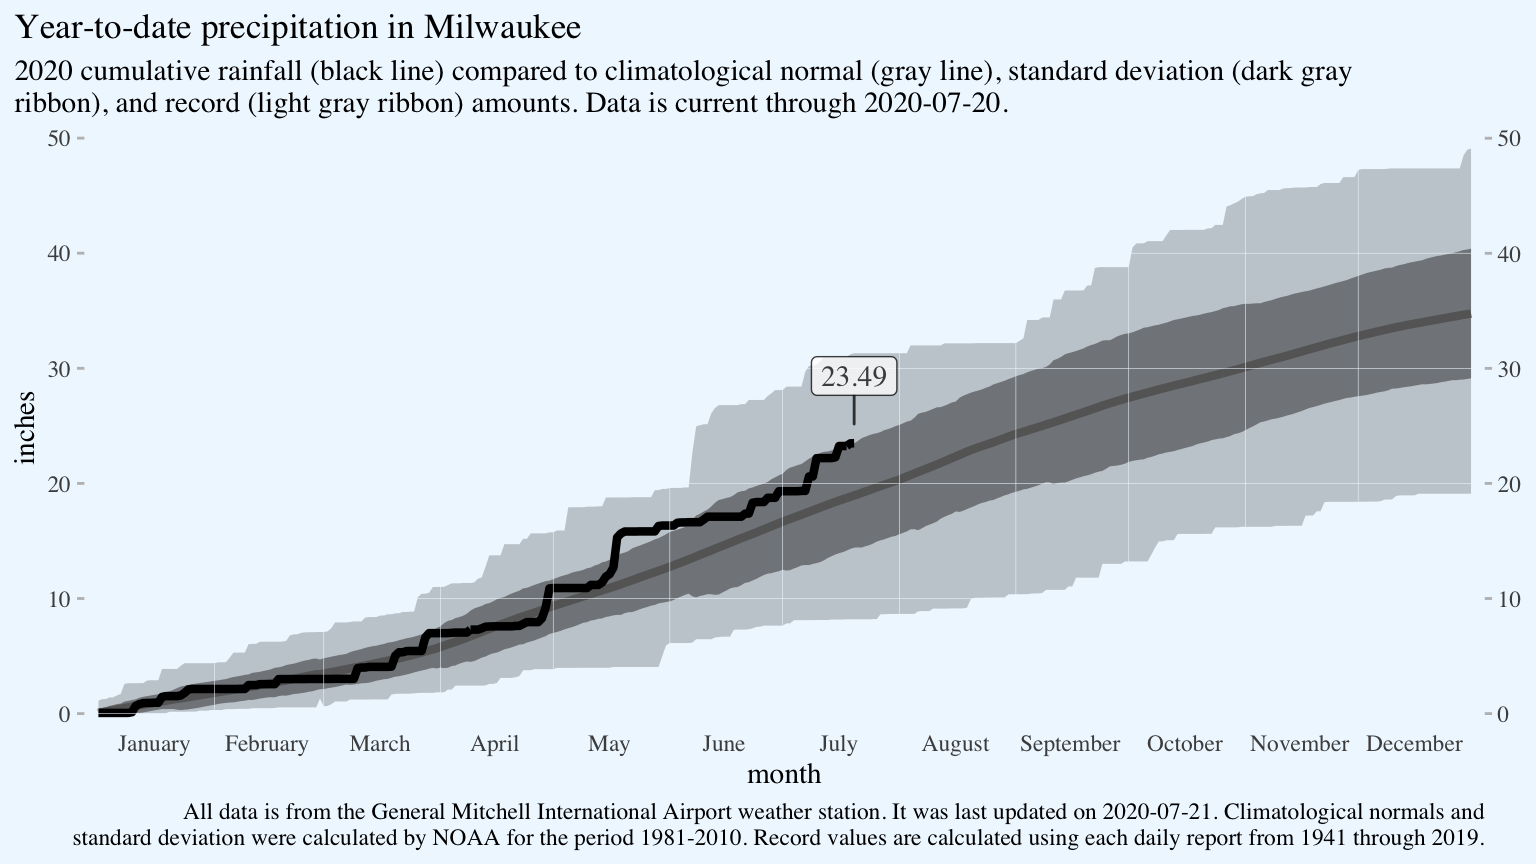 Year-to-date precipitation in Milwaukee
2020 cumulative rainfall (black line) compared to climatological normal (gray line), standard deviation (dark gray
ribbon), and record (light gray ribbon) amounts. Data is current through 2020-07-20.
50
50
40
40
30
30
23.49
inches
20
20
10
10
0
0
January February March April May June July August September October November December
month
All data is from the General Mitchell International Airport weather station. It was last updated on 2020-07-21. Climatological normals and
standard deviation were calculated by NOAA for the period 1981-2010. Record values are calculated using each daily report from 1941 through 2019.